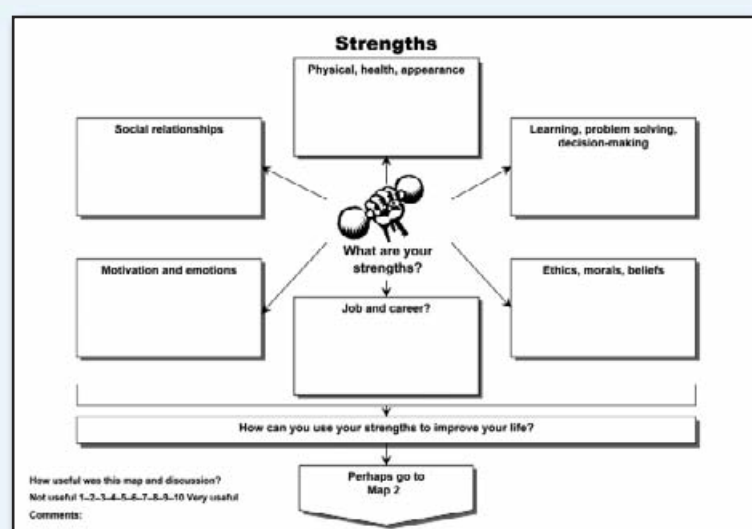 Strengths
Physical, health, appearance
Social relationships
Learning, problem solving,
decision-making
What are your
strengths?
Motivation and emotions
Ethics, morals, beliefs
Job and career?
How can you use your strengths to improve your life?
Perhaps go to
Map 2
How useful was this map and discussion?
Not useful 1–2–3–4–5–6–7–8–9–10 Very useful
Comments: